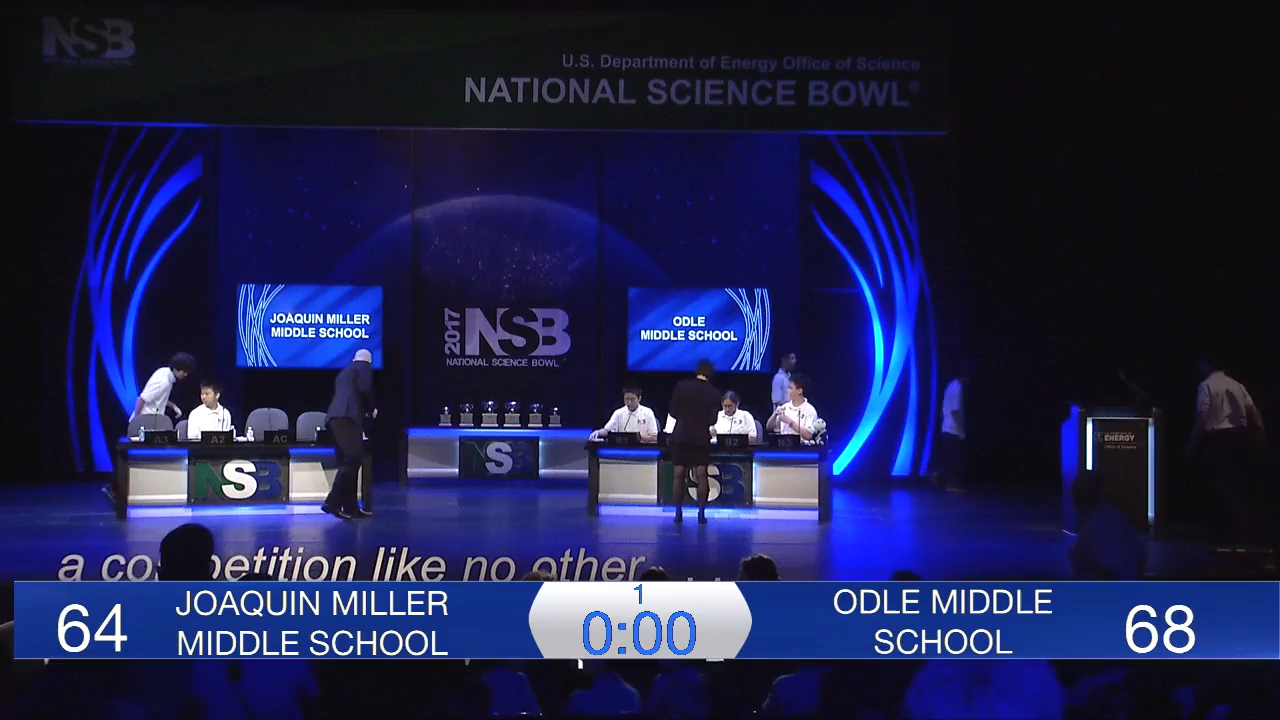 NSB
U.S. Department of Energy Office of Science
NATIONAL SCIENCE BOWL®
JOAQUIN MILLER
MIDDLE SCHOOL
ODLE
MIDDLE SCHOOL
2017
NSB
NATIONAL SCIENCE BOWL
A3
A2
AC
B1
B2
B3
ENERGY
NSB
NSB
NSB
a competition like no other
64
JOAQUIN MILLER
MIDDLE SCHOOL
1
0:00
ODLE MIDDLE
SCHOOL
68